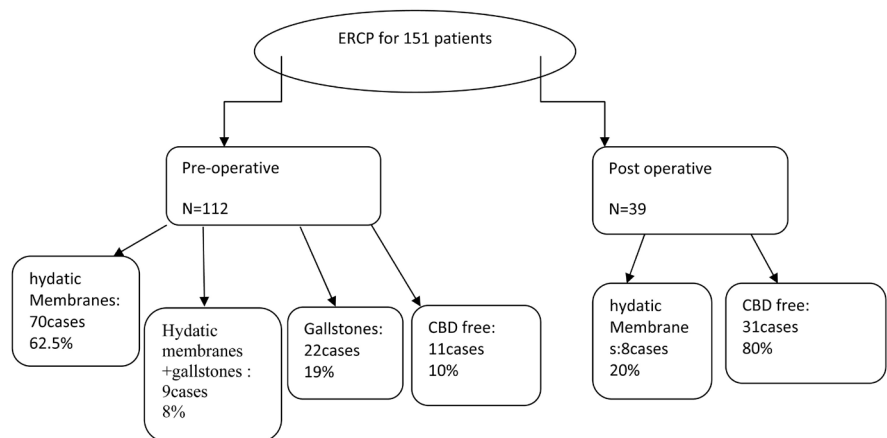 ERCP for 151 patients
Pre-operative
N=112
Post operative
N=39
hydatic
Membranes:
70cases
62.5%
Hydatic
membranes
+gallstones :
9cases
8%
Gallstones:
22cases
19%
CBD free:
11cases
10%
hydatic
Membrane
s:8cases
20%
CBD free:
31cases
80%